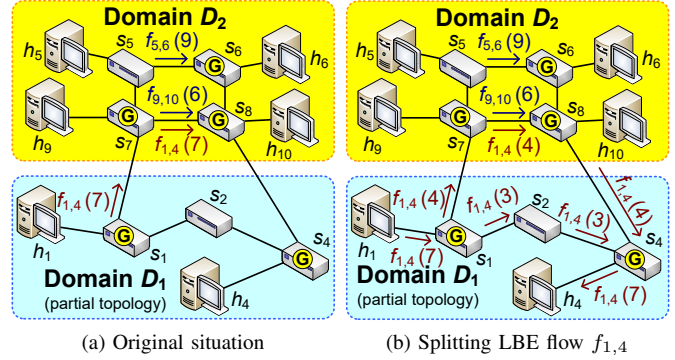 Domain D₂
s₅
f₅,₆(9)
s₆
h₅
G
h₆
f₉,₁₀(6)
s₈
h₉
G
G
s₇
f₁,₄(7)
h₁₀
f₁,₄(7)
s₂
G
s₄
h₁
s₁
G
Domain D₁
(partial topology)
h₄
(a) Original situation
Domain D₂
s₅
f₅,₆(9)
s₆
h₅
G
h₆
f₉,₁₀(6)
s₈
h₉
G
G
s₇
f₁,₄(4)
h₁₀
f₁,₄(4)
f₁,₄(4)
f₁,₄(3)
s₂
f₁,₄(3)
s₄
h₁
G
G
f₁,₄(7)
s₁
Domain D₁
(partial topology)
h₄
f₁,₄(7)
(b) Splitting LBE flow f₁,₄